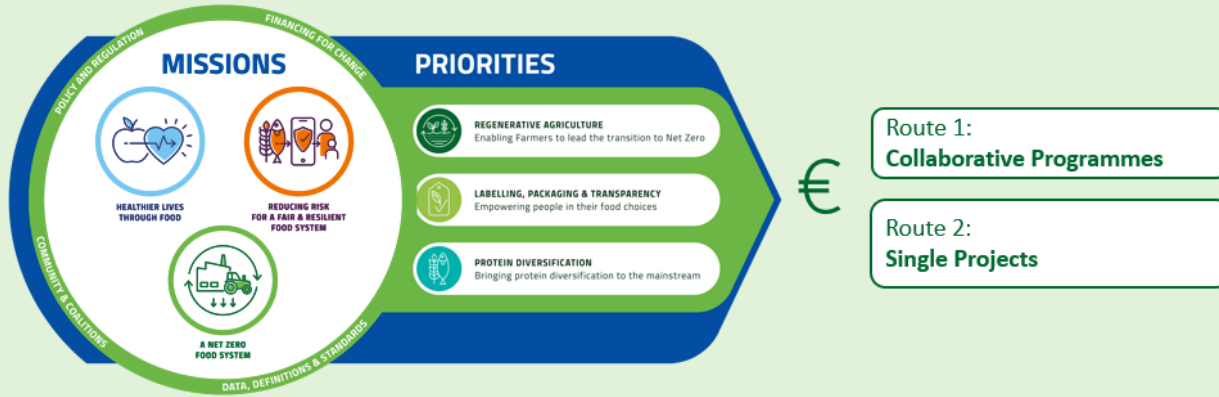 POLICY AND REGULATION
FINANCING FOR CHANGE
MISSIONS
HEALTHIER LIVES
THROUGH FOOD
REDUCING RISK
FOR A FAIR & RESILIENT
FOOD SYSTEM
A NET ZERO
FOOD SYSTEM
COMMUNITY & COALITIONS
DATA, DEFINITIONS & STANDARDS
PRIORITIES
REGENERATIVE AGRICULTURE
Enabling Farmers to lead the transition to Net Zero
LABELLING, PACKAGING & TRANSPARENCY
Empowering people in their food choices
PROTEIN DIVERSIFICATION
Bringing protein diversification to the mainstream
€
Route 1:
Collaborative Programmes
Route 2:
Single Projects